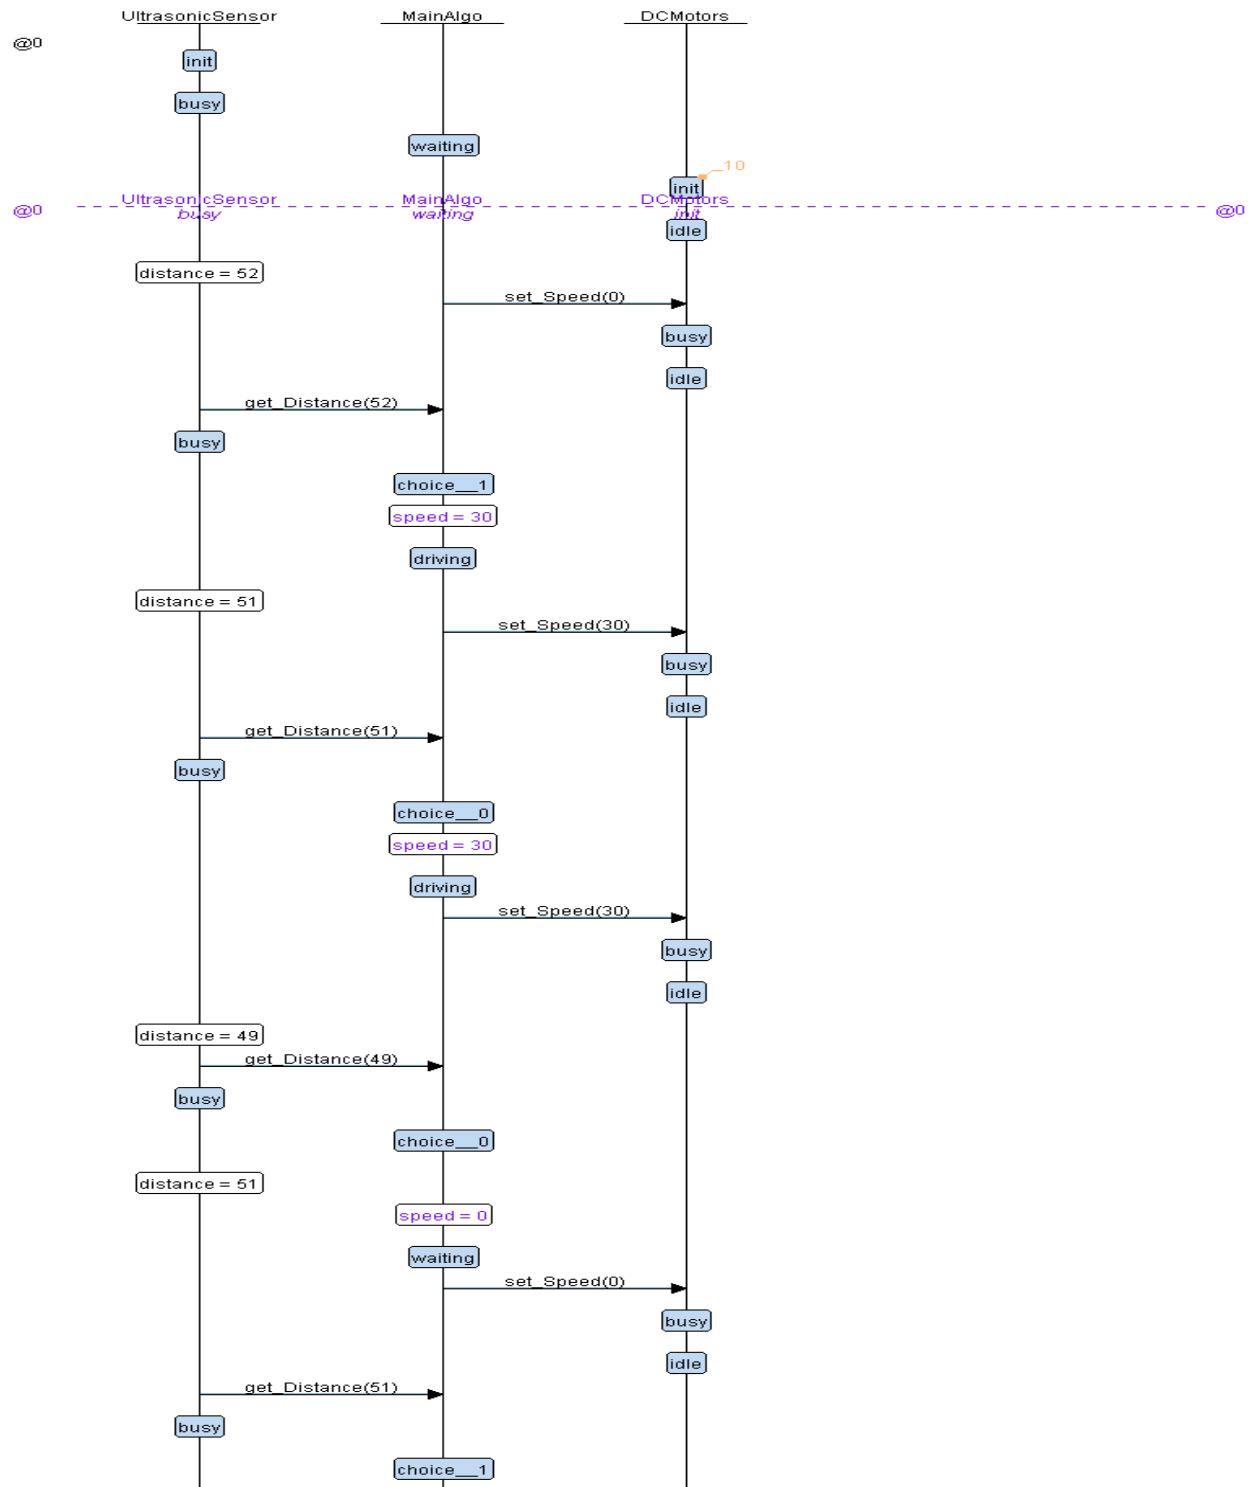 UltrasonicSensor MainAlgo DCMotors
@0
init
busy
waiting
10
init
UltrasonicSensor MainAlgo DCMotors
@0 busy waiting init @0
idle
distance = 52
set_Speed(0)
busy
idle
get_Distance(52)
busy
choice__1
speed = 30
driving
distance = 51
set_Speed(30)
busy
idle
get_Distance(51)
busy
choice__0
speed = 30
driving
set_Speed(30)
busy
idle
distance = 49
get_Distance(49)
busy
choice__0
distance = 51
speed = 0
waiting
set_Speed(0)
busy
idle
get_Distance(51)
busy
choice__1